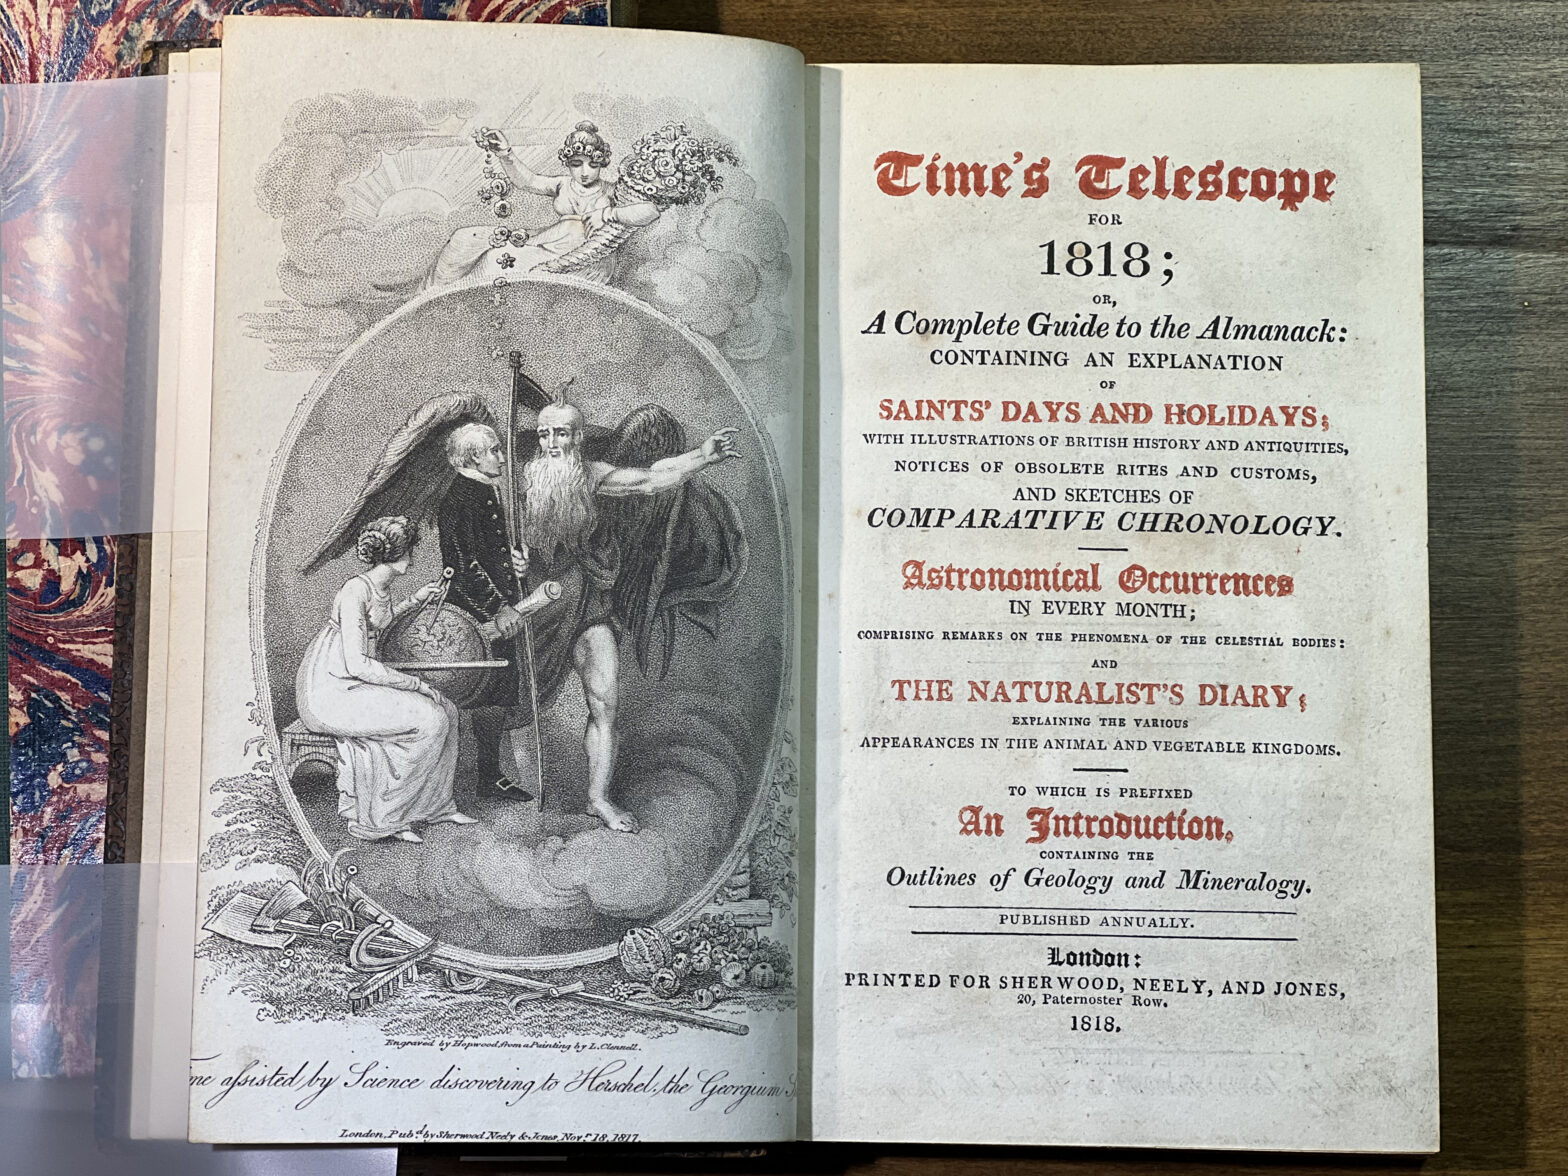 Engraved by Hopwood, from a Painting by L. Clennell.
me assisted by Science discovering to Herschel, the Georgium S
London, Pub.d by Sherwood Neely & Jones, Nov.r 18, 1817.
Time's Telescope
FOR
1818;
OR,
A Complete Guide to the Almanack:
CONTAINING AN EXPLANATION
OF
SAINTS' DAYS AND HOLIDAYS;
WITH ILLUSTRATIONS OF BRITISH HISTORY AND ANTIQUITIES,
NOTICES OF OBSOLETE RITES AND CUSTOMS,
AND SKETCHES OF
COMPARATIVE CHRONOLOGY.
Astronomical Occurrences
IN EVERY MONTH;
COMPRISING REMARKS ON THE PHENOMENA OF THE CELESTIAL BODIES:
AND
THE NATURALIST'S DIARY;
EXPLAINING THE VARIOUS
APPEARANCES IN THE ANIMAL AND VEGETABLE KINGDOMS.
TO WHICH IS PREFIXED
An Introduction,
CONTAINING THE
Outlines of Geology and Mineralogy.
PUBLISHED ANNUALLY.
London:
PRINTED FOR SHERWOOD, NEELY, AND JONES,
20, Paternoster Row.
1818.